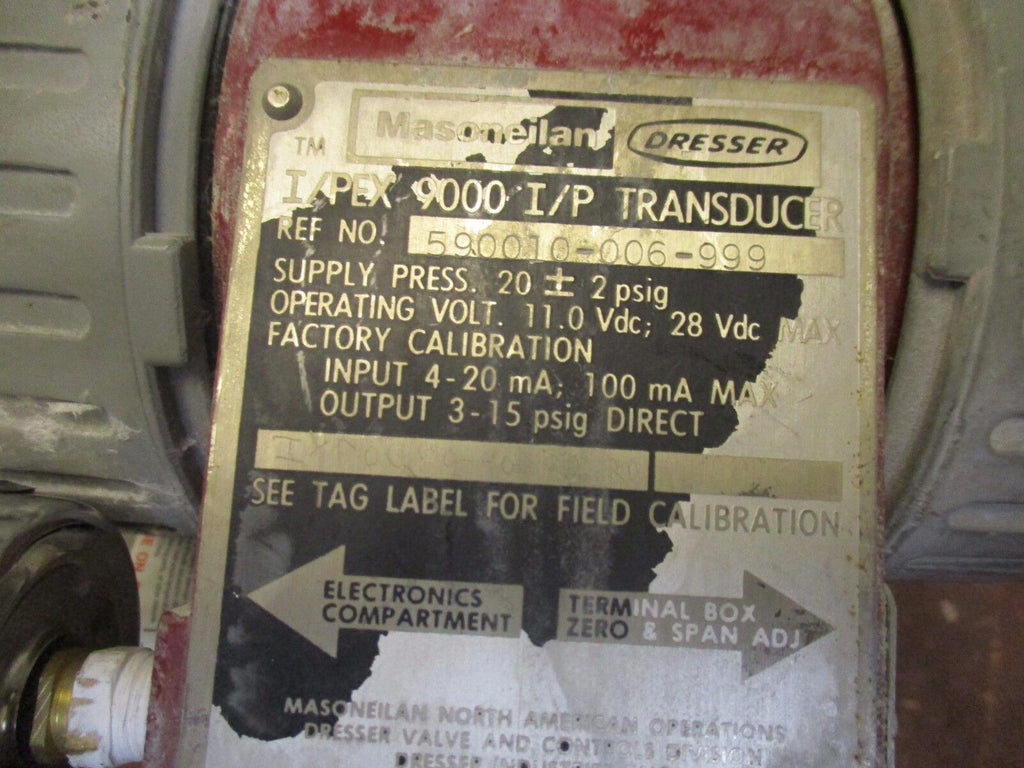 Masoneilan DRESSER
TM
I/PEX 9000 I/P TRANSDUCER
REF NO. 590010-006-999
SUPPLY PRESS. 20 ± 2 psig
OPERATING VOLT. 11.0 Vdc; 28 Vdc MAX
FACTORY CALIBRATION
INPUT 4-20 mA; 100 mA MAX
OUTPUT 3-15 psig DIRECT
SEE TAG LABEL FOR FIELD CALIBRATION
ELECTRONICS
COMPARTMENT
TERMINAL BOX
ZERO & SPAN ADJ
MASONEILAN NORTH AMERICAN OPERATIONS
DRESSER VALVE AND CONTROLS DIVISION
DRESSER